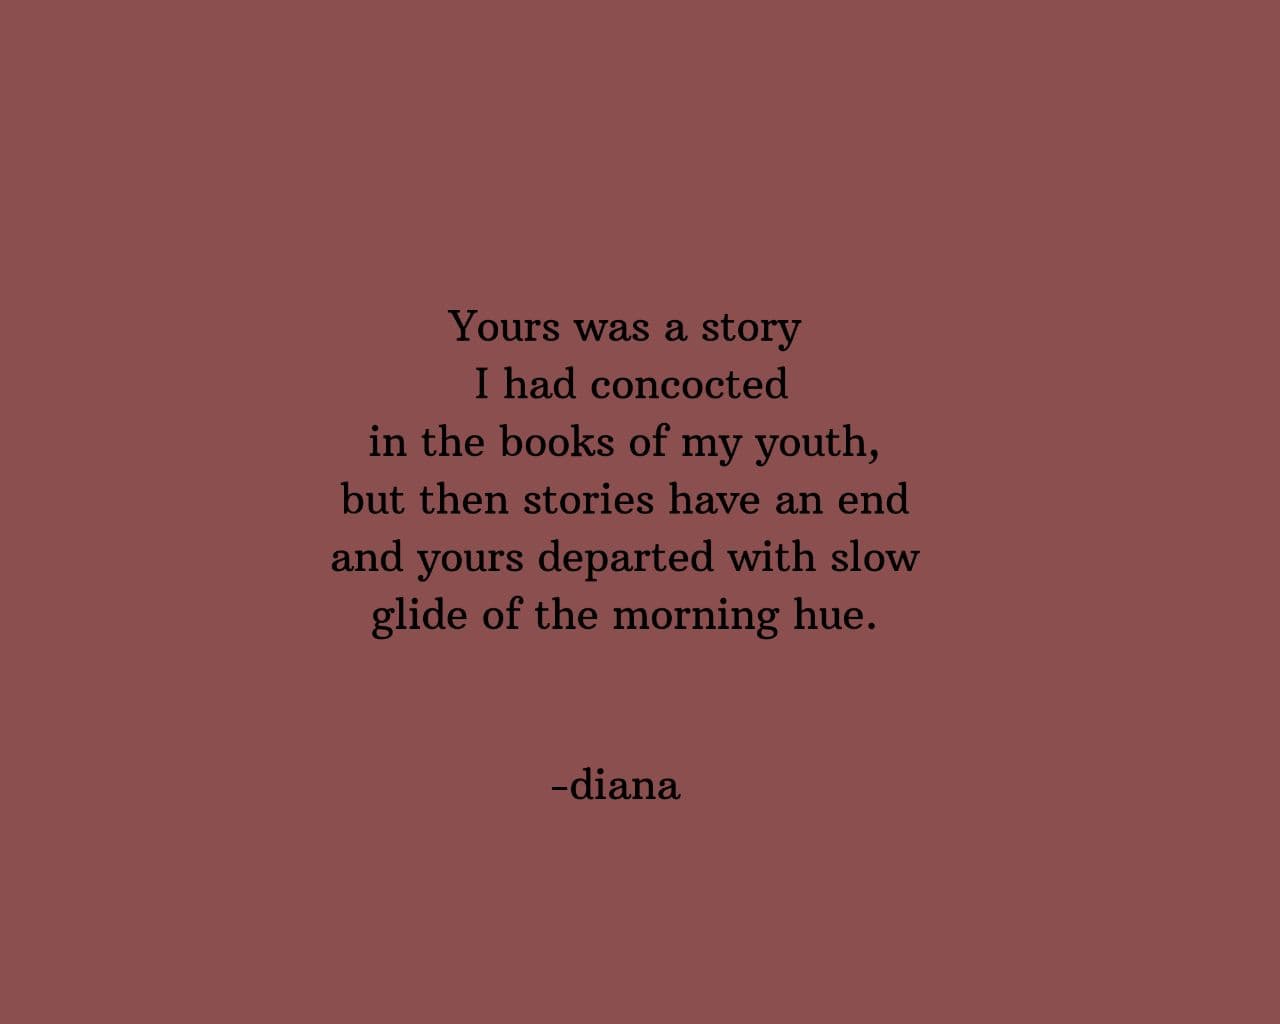 Yours was a story
I had concocted
in the books of my youth,
but then stories have an end
and yours departed with slow
glide of the morning hue.
-diana